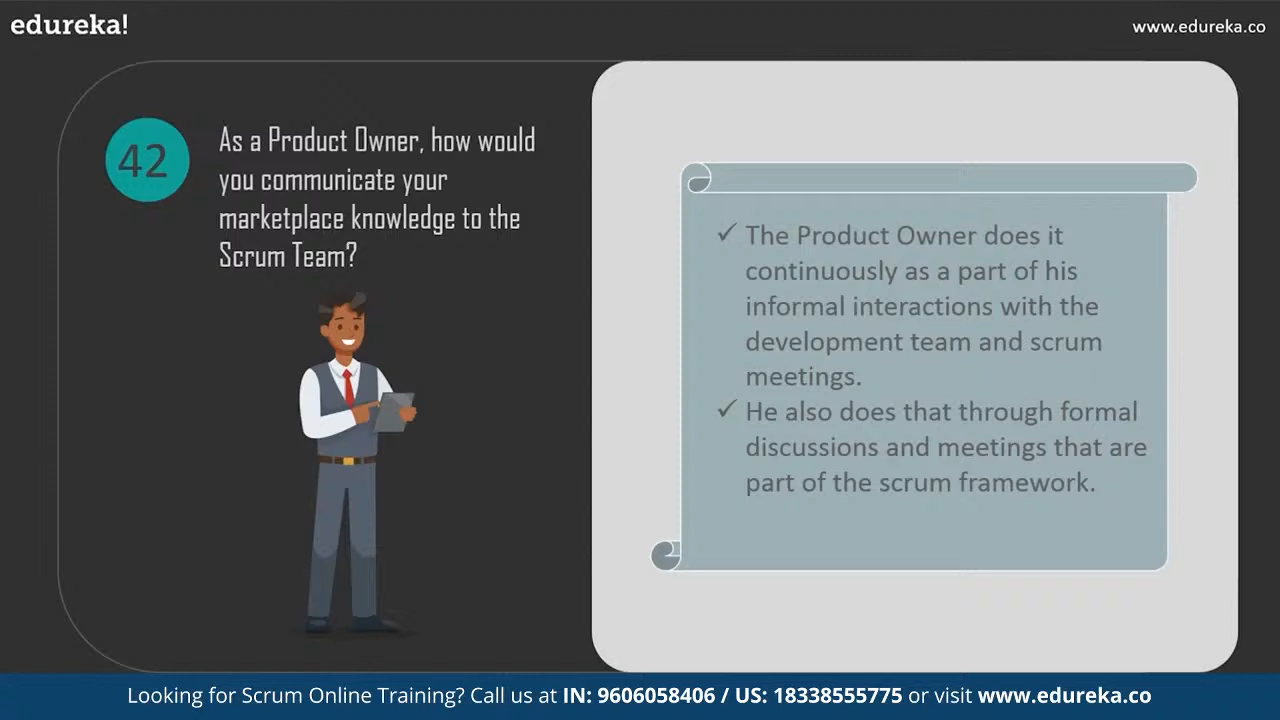 edureka!
www.edureka.co
42
As a Product Owner, how would
you communicate your
marketplace knowledge to the
Scrum Team?
✓ The Product Owner does it
continuously as a part of his
informal interactions with the
development team and scrum
meetings.
✓ He also does that through formal
discussions and meetings that are
part of the scrum framework.
Looking for Scrum Online Training? Call us at IN: 9606058406 / US: 18338555775 or visit www.edureka.co